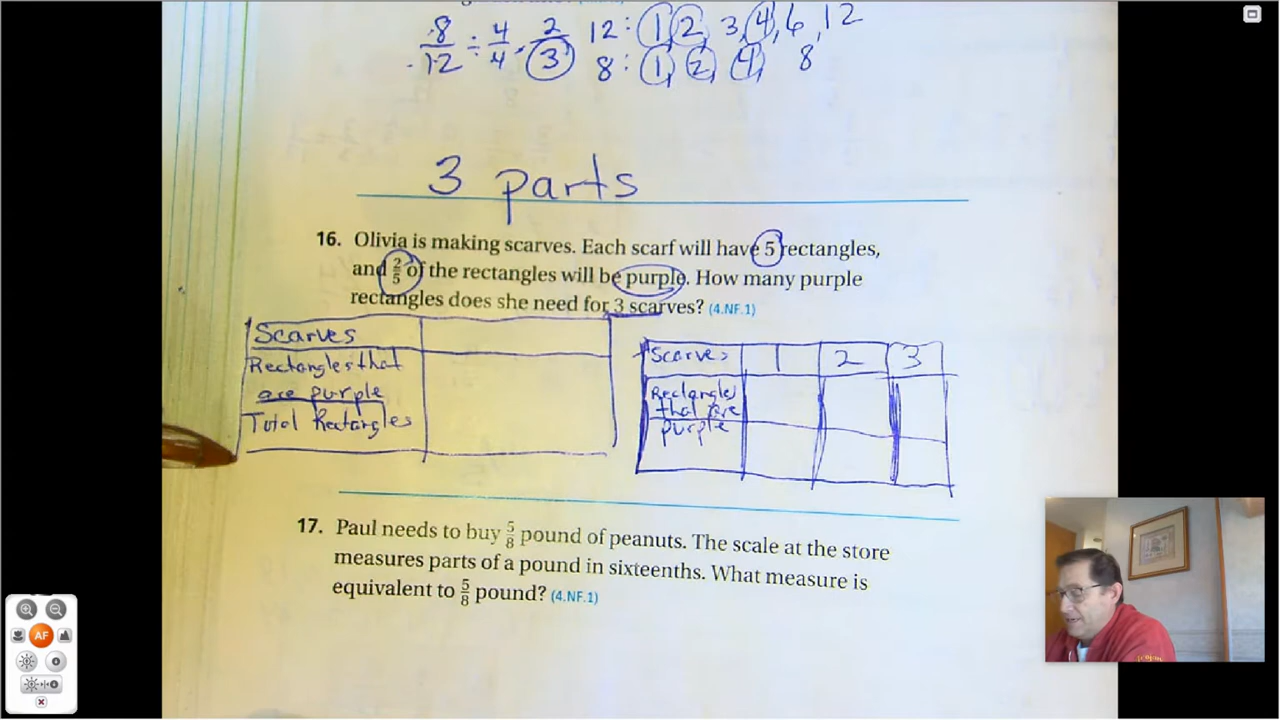 8/12 ÷ 4/4 2/3 12: 1, 2, 3, 4, 6, 12
8: 1, 2, 4, 8
3 parts
16. Olivia is making scarves. Each scarf will have 5 rectangles,
and 2/5 of the rectangles will be purple. How many purple
rectangles does she need for 3 scarves? (4.NF.1)
Scarves
Rectangles that
are purple
Total Rectangles
Scarves 1 2 3
Rectangles
that are
purple
17. Paul needs to buy 5/8 pound of peanuts. The scale at the store
measures parts of a pound in sixteenths. What measure is
equivalent to 5/8 pound? (4.NF.1)
AF